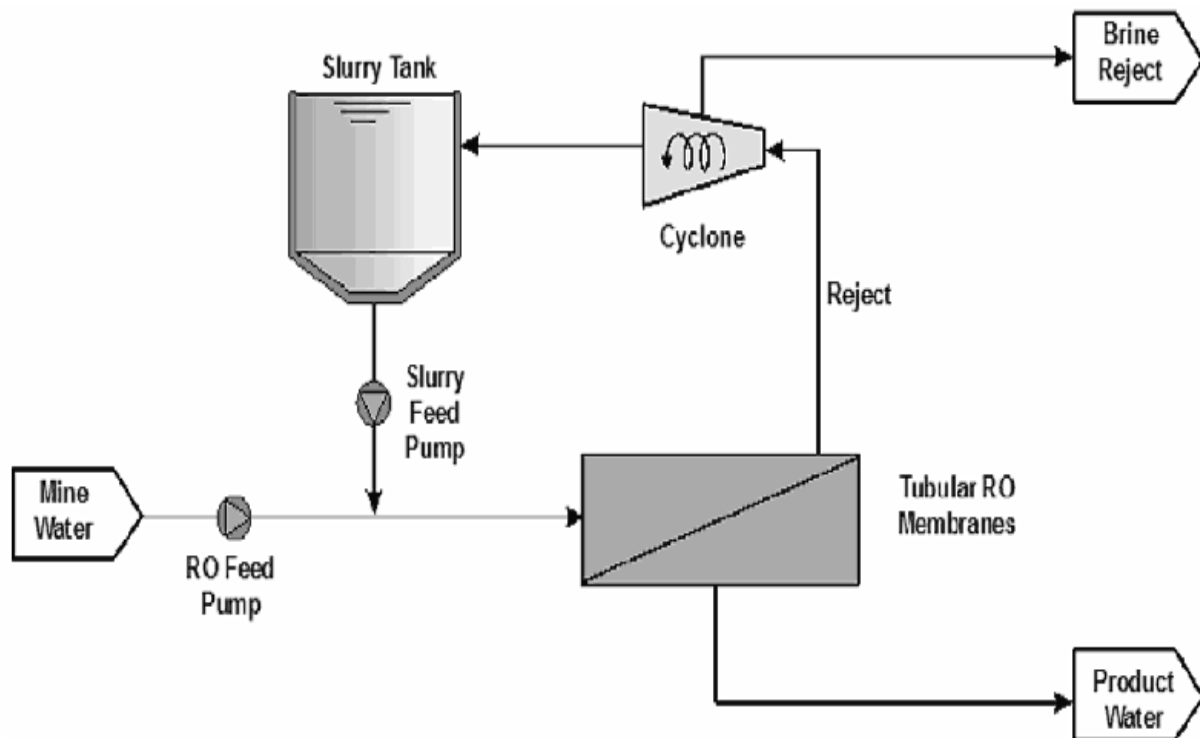 Brine
Reject
Slurry Tank
Cyclone
Reject
Slurry
Feed
Pump
Mine
Water
RO Feed
Pump
Tubular RO
Membranes
Product
Water